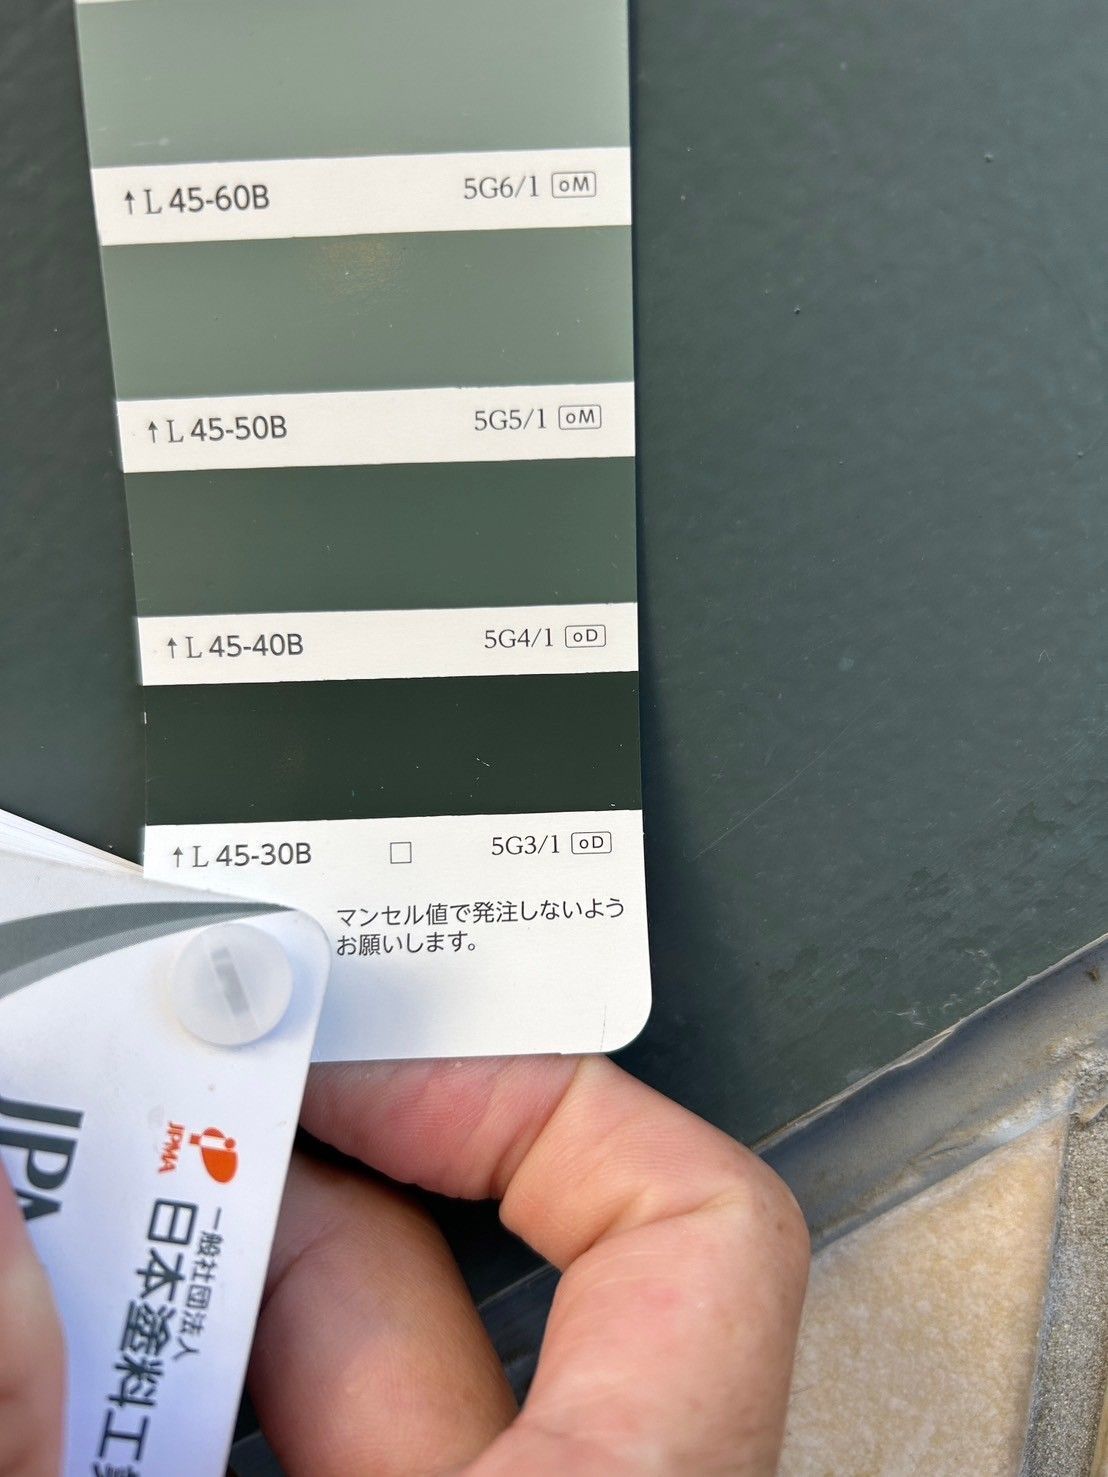 ↑L 45-60B 5G6/1 oM
↑L 45-50B 5G5/1 oM
↑L 45-40B 5G4/1 oD
↑L 45-30B □ 5G3/1 oD
マンセル値で発注しないよう
お願いします。
JPMA
一般社団法人
日本塗料工